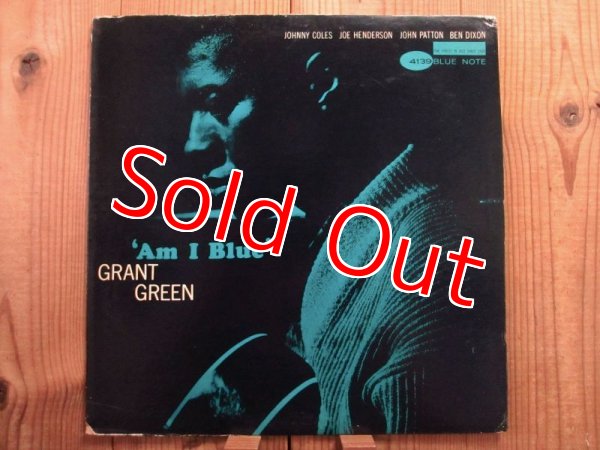 JOHNNY COLES JOE HENDERSON JOHN PATTON BEN DIXON
4139 BLUE NOTE
Sold Out
'Am I Blue
GRANT
GREEN